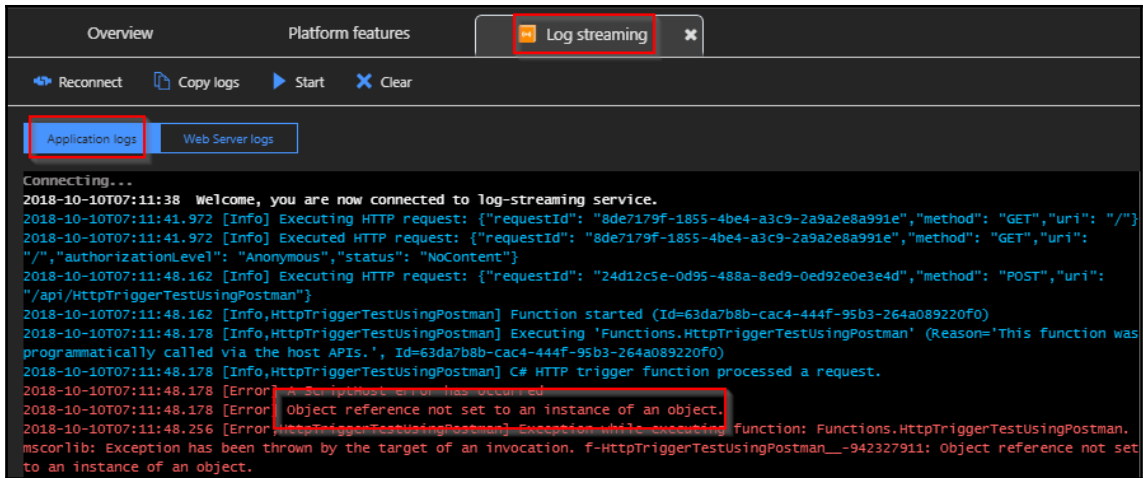 Overview Platform features Log streaming
Reconnect Copy logs Start Clear
Application logs Web Server logs
Connecting...
2018-10-10T07:11:38 Welcome, you are now connected to log-streaming service.
2018-10-10T07:11:41.972 [Info] Executing HTTP request: {"requestId": "8de7179f-1855-4be4-a3c9-2a9a2e8a991e","method": "GET","uri": "/"}
2018-10-10T07:11:41.972 [Info] Executed HTTP request: {"requestId": "8de7179f-1855-4be4-a3c9-2a9a2e8a991e","method": "GET","uri":
"/","authorizationLevel": "Anonymous","status": "NoContent"}
2018-10-10T07:11:48.162 [Info] Executing HTTP request: {"requestId": "24d12c5e-0d95-488a-8ed9-0ed92e0e3e4d","method": "POST","uri":
"/api/HttpTriggerTestUsingPostman"}
2018-10-10T07:11:48.162 [Info,HttpTriggerTestUsingPostman] Function started (Id=63da7b8b-cac4-444f-95b3-264a089220f0)
2018-10-10T07:11:48.178 [Info,HttpTriggerTestUsingPostman] Executing 'Functions.HttpTriggerTestUsingPostman' (Reason='This function was
programmatically called via the host APIs.', Id=63da7b8b-cac4-444f-95b3-264a089220f0)
2018-10-10T07:11:48.178 [Info,HttpTriggerTestUsingPostman] C# HTTP trigger function processed a request.
2018-10-10T07:11:48.178 [Error] A ScriptHost error has occurred
2018-10-10T07:11:48.178 [Error] Object reference not set to an instance of an object.
2018-10-10T07:11:48.256 [Error,HttpTriggerTestUsingPostman] Exception while executing function: Functions.HttpTriggerTestUsingPostman.
mscorlib: Exception has been thrown by the target of an invocation. f-HttpTriggerTestUsingPostman__-942327911: Object reference not set
to an instance of an object.